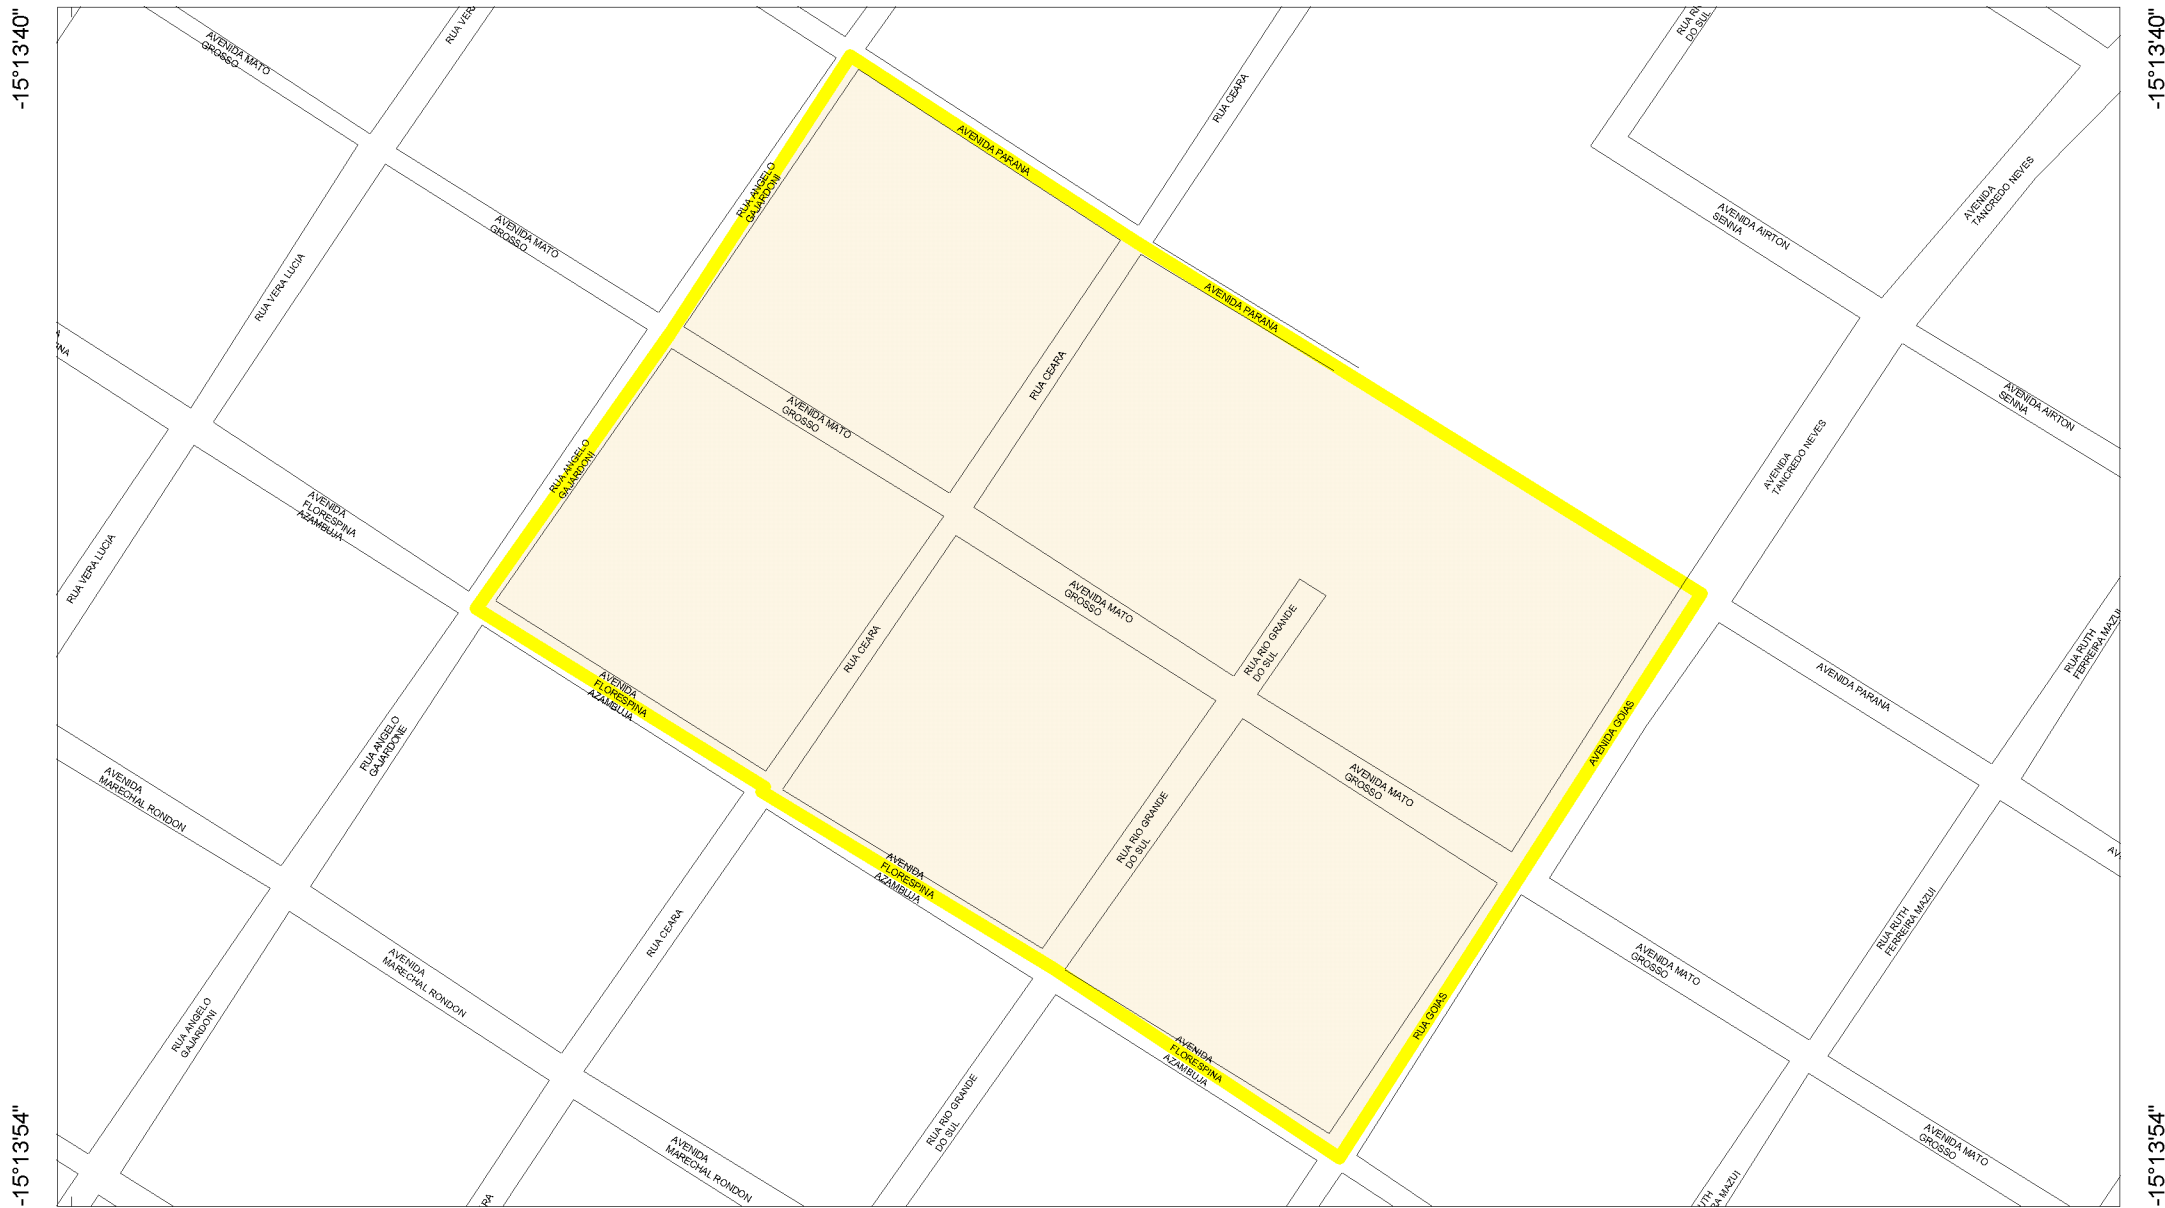 -15°13'40"
-15°13'40"
AVENIDA MATO
GROSSO
RUA CEARA
AVENIDA PARANA
RUA ANGELO
GAJARDONI
AVENIDA MATO
GROSSO
AVENIDA AIRTON
SENNA
AVENIDA
TANCREDO NEVES
RUA VERA LUCIA
AVENIDA PARANA
RUA CEARA
AVENIDA MATO
GROSSO
AVENIDA AIRTON
SENNA
RUA ANGELO
GAJARDONI
AVENIDA
TANCREDO NEVES
AVENIDA
FLORESPINA
AZAMBUJA
RUA VERA LUCIA
AVENIDA MATO
GROSSO
RUA RIO GRANDE
DO SUL
RUA CEARA
RUA RUTH
FERREIRA MAZUI
AVENIDA
FLORESPINA
AZAMBUJA
AVENIDA PARANA
RUA ANGELO
GAJARDONE
AVENIDA GOIAS
AVENIDA
MARECHAL RONDON
AVENIDA MATO
GROSSO
RUA RIO GRANDE
DO SUL
AVENIDA
FLORESPINA
AZAMBUJA
RUA CEARA
RUA RUTH
FERREIRA MAZUI
AVENIDA
MARECHAL RONDON
AVENIDA MATO
GROSSO
RUA ANGELO
GAJARDONI
RUA GOIAS
AVENIDA
FLORESPINA
AZAMBUJA
RUA RIO GRANDE
DO SUL
AVENIDA
MARECHAL RONDON
AVENIDA MATO
GROSSO
-15°13'54"
-15°13'54"